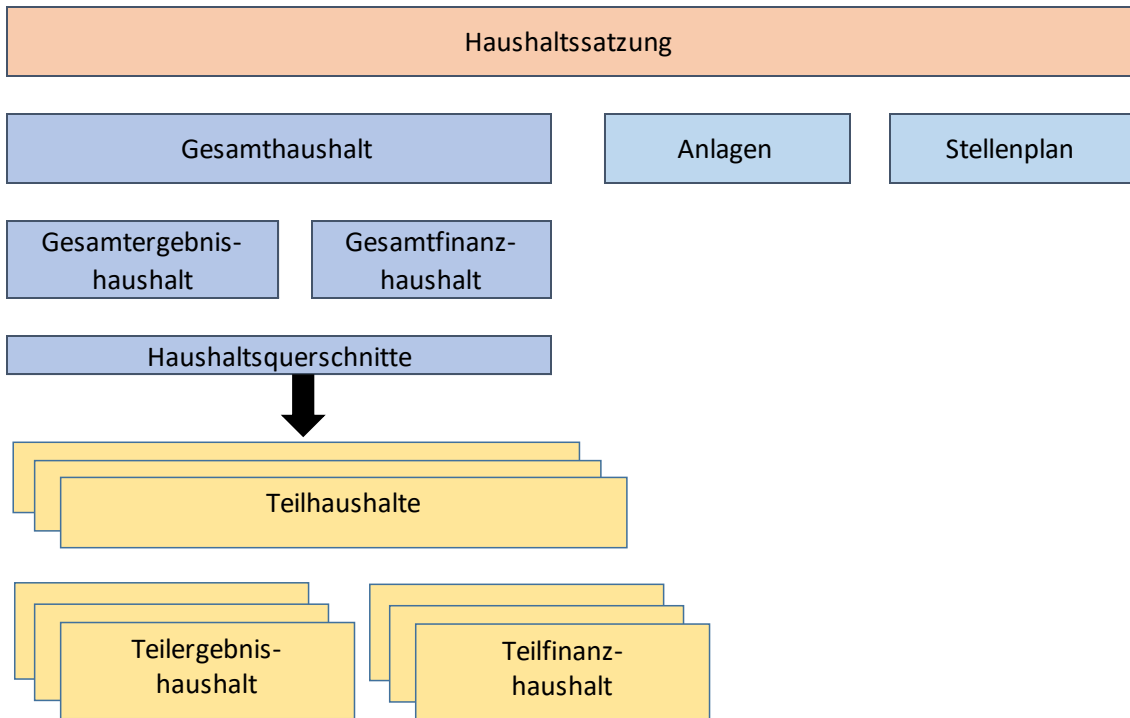 Haushaltssatzung
Gesamthaushalt
Anlagen
Stellenplan
Gesamtergebnis-
haushalt
Gesamtfinanz-
haushalt
Haushaltsquerschnitte
Teilhaushalte
Teilergebnis-
haushalt
Teilfinanz-
haushalt